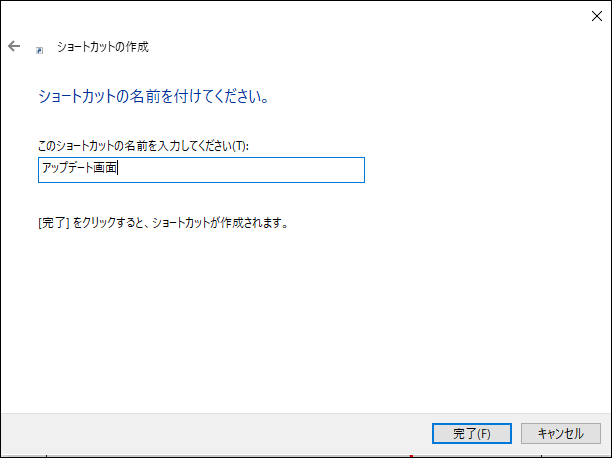 ショートカットの作成
ショートカットの名前を付けてください。
このショートカットの名前を入力してください(T):
アップデート画面
[完了] をクリックすると、ショートカットが作成されます。
完了(F)
キャンセル